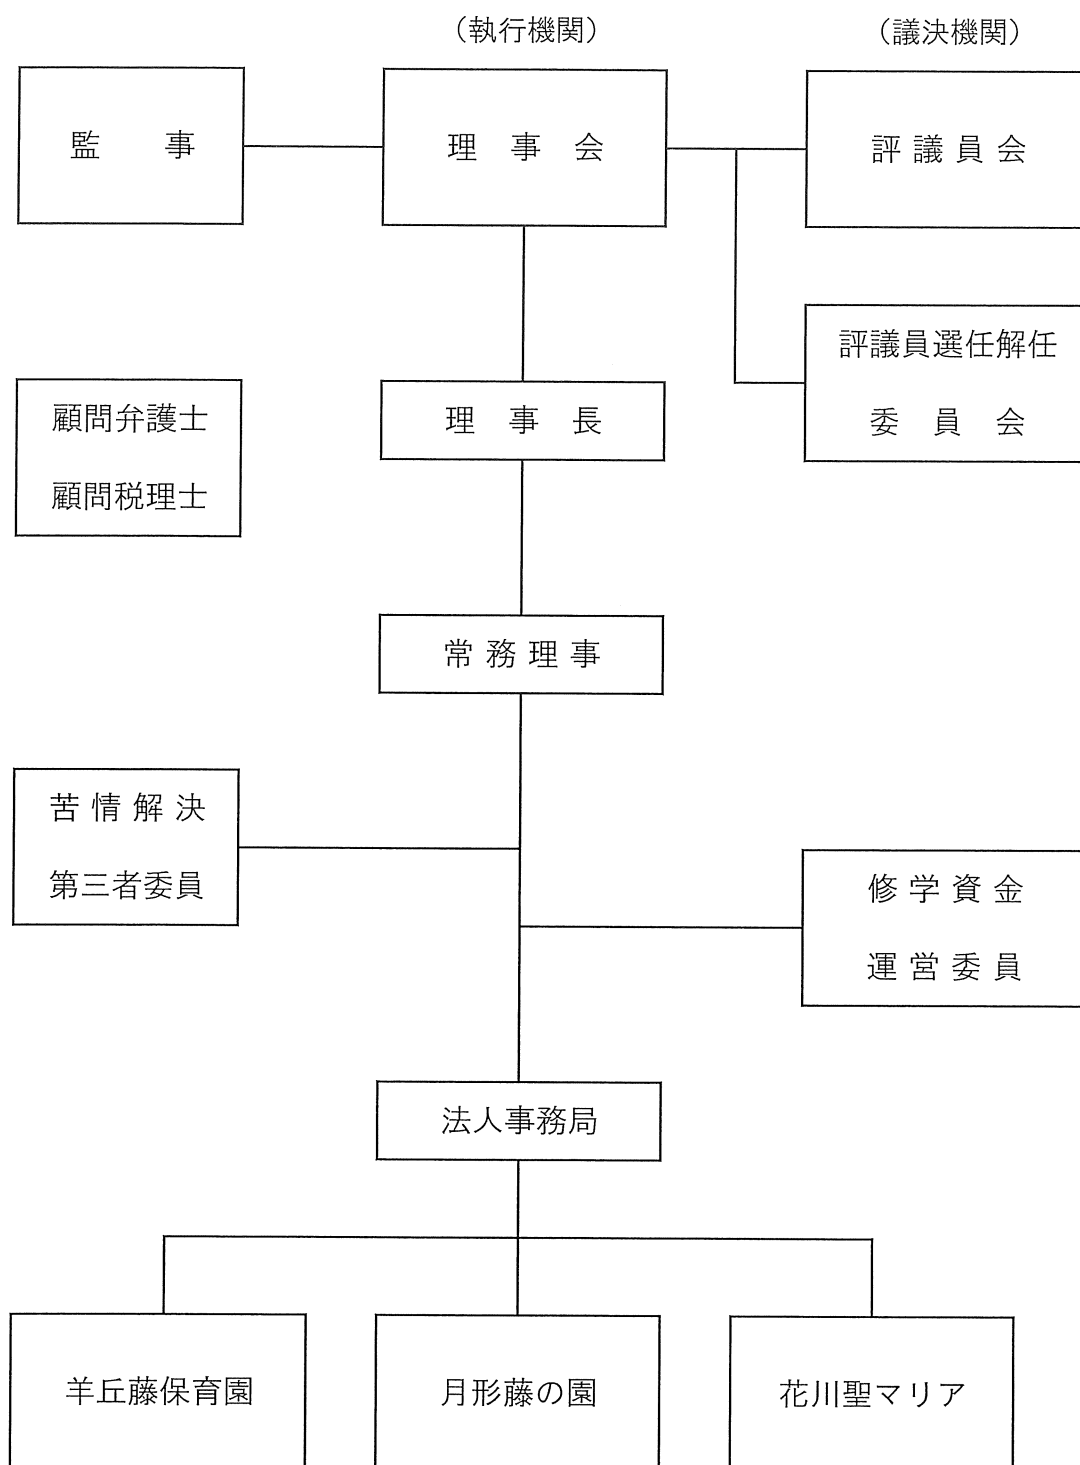 （執行機関）
（議決機関）
監　　事
理　事　会
評 議 員 会
評議員選任解任
委　員　会
顧問弁護士
顧問税理士
理　事　長
常 務 理 事
苦 情 解 決
第三者委員
修 学 資 金
運 営 委 員
法人事務局
羊丘藤保育園
月形藤の園
花川聖マリア